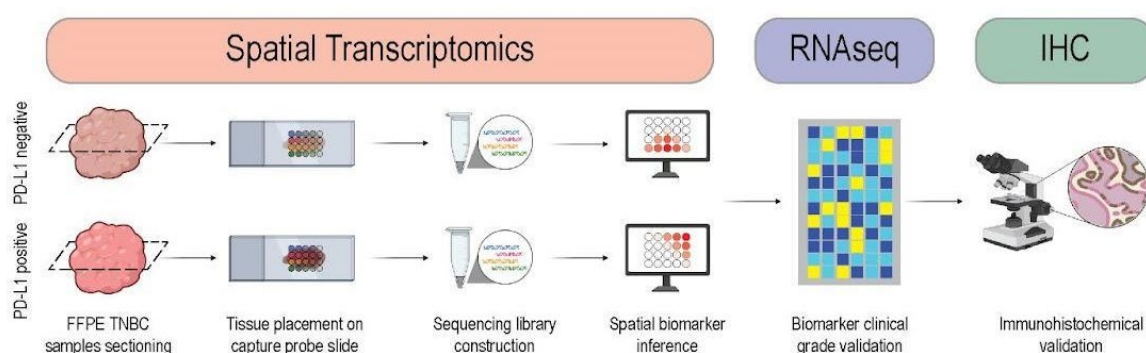 Spatial Transcriptomics
RNAseq
IHC
PD-L1 negative
PD-L1 positive
FFPE TNBC
samples sectioning
Tissue placement on
capture probe slide
Sequencing library
construction
Spatial biomarker
inference
Biomarker clinical
grade validation
Immunohistochemical
validation